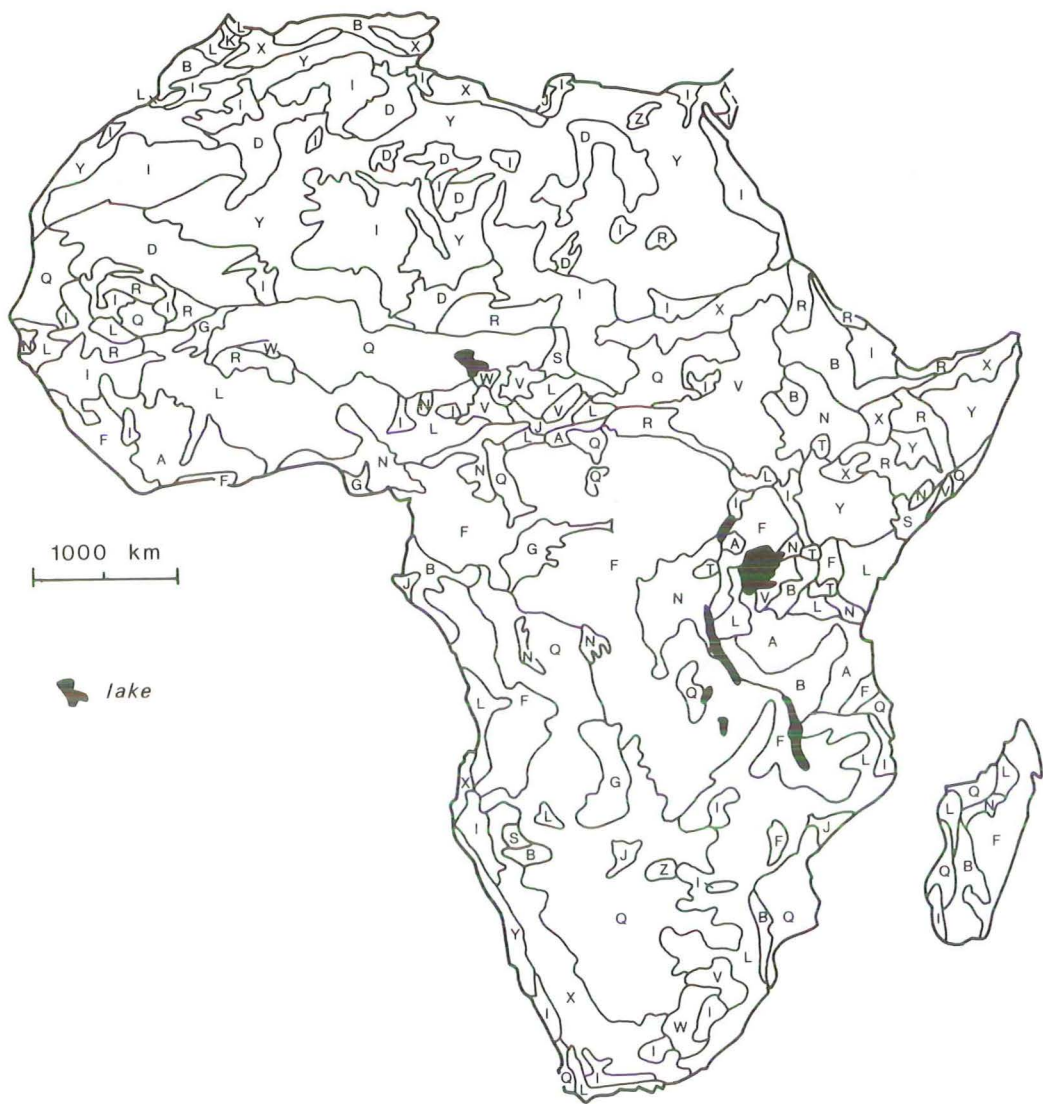 L B
K L X X
B Y
L I I I X I
I D J I
Y Z I
I D I D
Y I D D I Y
I D I
Y I Y I R
D D
Q R I I
I I D I X R R
I Q R R
L G
N L R R W Q S I
I B R X
W V Q I V
L L B
N I V V L N X R Y
I L J R
F I L A Q T Y
A N N R
F G Q Q L X Q
I I N V
Y S
F G F F A N T F L
1000 km
B F T
J N V B T
L L N
N Q N A
lake
Q B A
L F F Q
F L I
X G Q L
L I N
I S L I J
B J F F
Z I Q B
Q B Q I
Y L
X V
W I
I I
Q L I